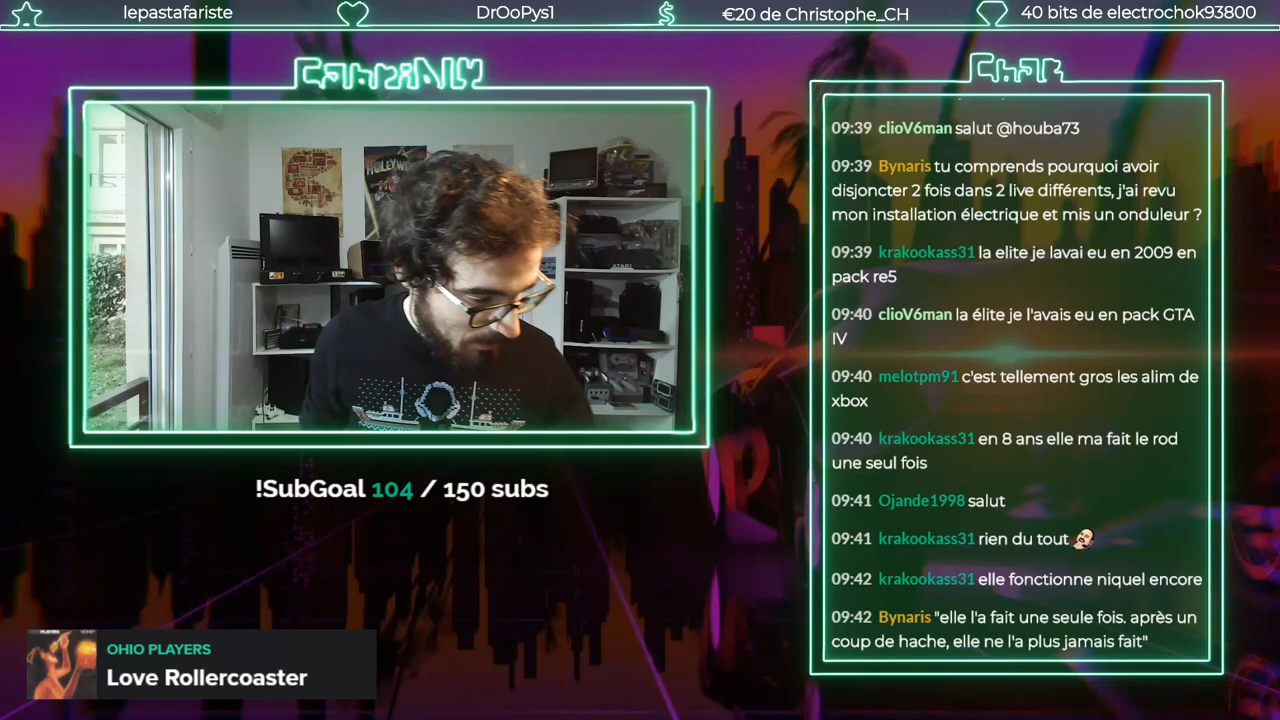 lepastafariste
DrOoPys1
€20 de Christophe_CH
40 bits de electrochok93800
Chat
09:39 clioV6man salut @houba73
09:39 Bynaris tu comprends pourquoi avoir
disjoncter 2 fois dans 2 live différents, j'ai revu
mon installation électrique et mis un onduleur ?
09:39 krakookass31 la elite je lavai eu en 2009 en
pack re5
09:40 clioV6man la élite je l'avais eu en pack GTA
IV
09:40 melotpm91 c'est tellement gros les alim de
xbox
09:40 krakookass31 en 8 ans elle ma fait le rod
une seul fois
09:41 Ojande1998 salut
09:41 krakookass31 rien du tout
09:42 krakookass31 elle fonctionne niquel encore
09:42 Bynaris "elle l'a fait une seule fois. après un
coup de hache, elle ne l'a plus jamais fait"
HOLLYWO
ATARI
!SubGoal 104 / 150 subs
OHIO PLAYERS
Love Rollercoaster